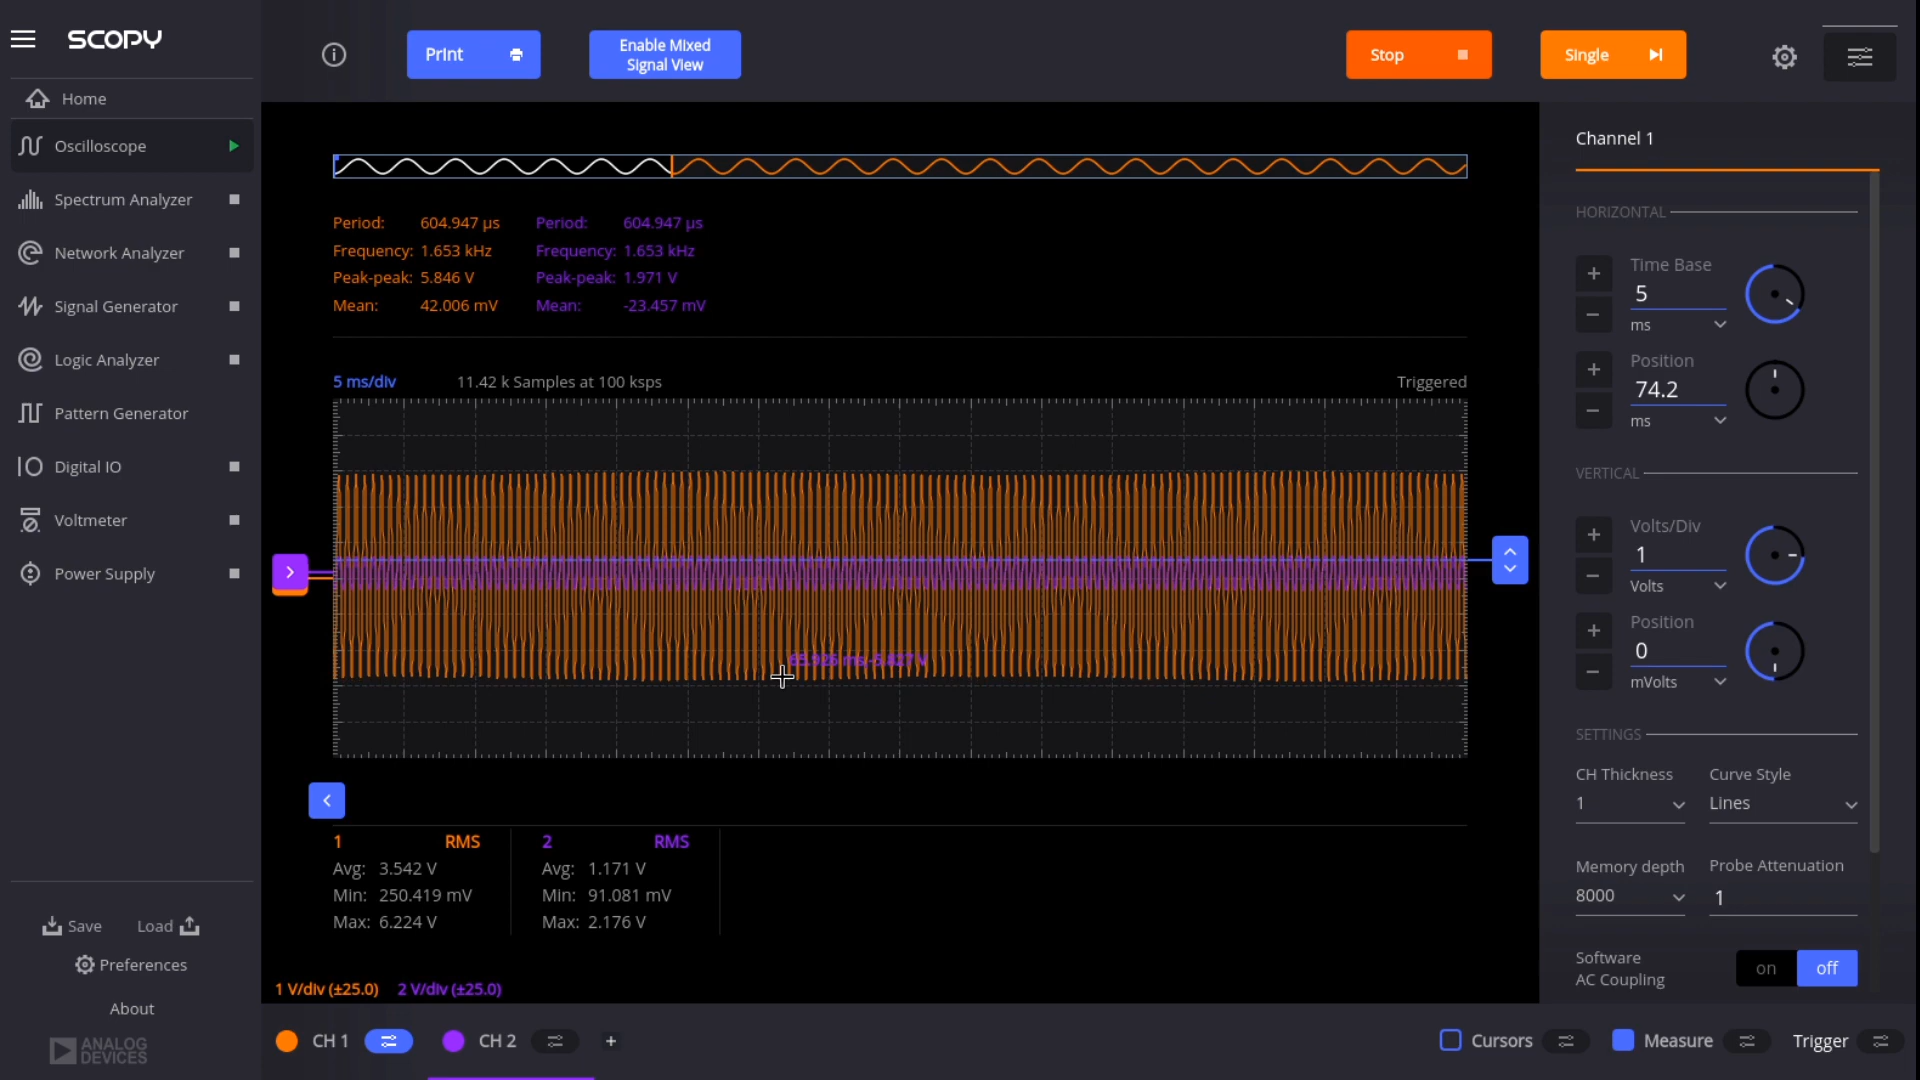 SCOPY
Print
Enable Mixed
Signal View
Stop
Single
Home
Oscilloscope
Spectrum Analyzer
Network Analyzer
Signal Generator
Logic Analyzer
Pattern Generator
Digital IO
Voltmeter
Power Supply
Save
Load
Preferences
About
ANALOG
DEVICES
Period: 604.947 µs Period: 604.947 µs
Frequency: 1.653 kHz Frequency: 1.653 kHz
Peak-peak: 5.846 V Peak-peak: 1.971 V
Mean: 42.006 mV Mean: -23.457 mV
5 ms/div 11.42 k Samples at 100 ksps Triggered
1 RMS 2 RMS
Avg: 3.542 V Avg: 1.171 V
Min: 250.419 mV Min: 91.081 mV
Max: 6.224 V Max: 2.176 V
1 V/div (±25.0) 2 V/div (±25.0)
CH 1 CH 2 +
Cursors Measure Trigger
Channel 1
HORIZONTAL
Time Base
5
ms
Position
74.2
ms
VERTICAL
Volts/Div
1
Volts
Position
0
mVolts
SETTINGS
CH Thickness Curve Style
1 Lines
Memory depth Probe Attenuation
8000 1
Software
AC Coupling
on off